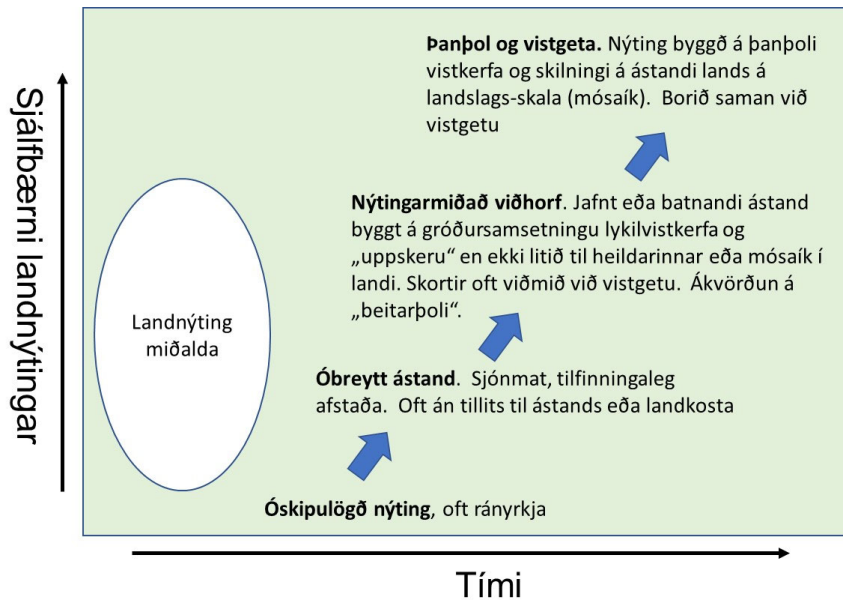 Sjálfbærni landnýtingar
Þanþol og vistgeta. Nýting byggð á þanþoli
vistkerfa og skilningi á ástandi lands á
landslags-skala (mósaík).  Borið saman við
vistgetu
Nýtingarmiðað viðhorf. Jafnt eða batnandi ástand
byggt á gróðursamsetningu lykilvistkerfa og
„uppskeru“ en ekki litið til heildarinnar eða mósaík í
landi. Skortir oft viðmið við vistgetu.  Ákvörðun á
„beitarþoli“.
Landnýting
miðalda
Óbreytt ástand.  Sjónmat, tilfinningaleg
afstaða.  Oft án tillits til ástands eða landkosta
Óskipulögð nýting, oft rányrkja
Tími